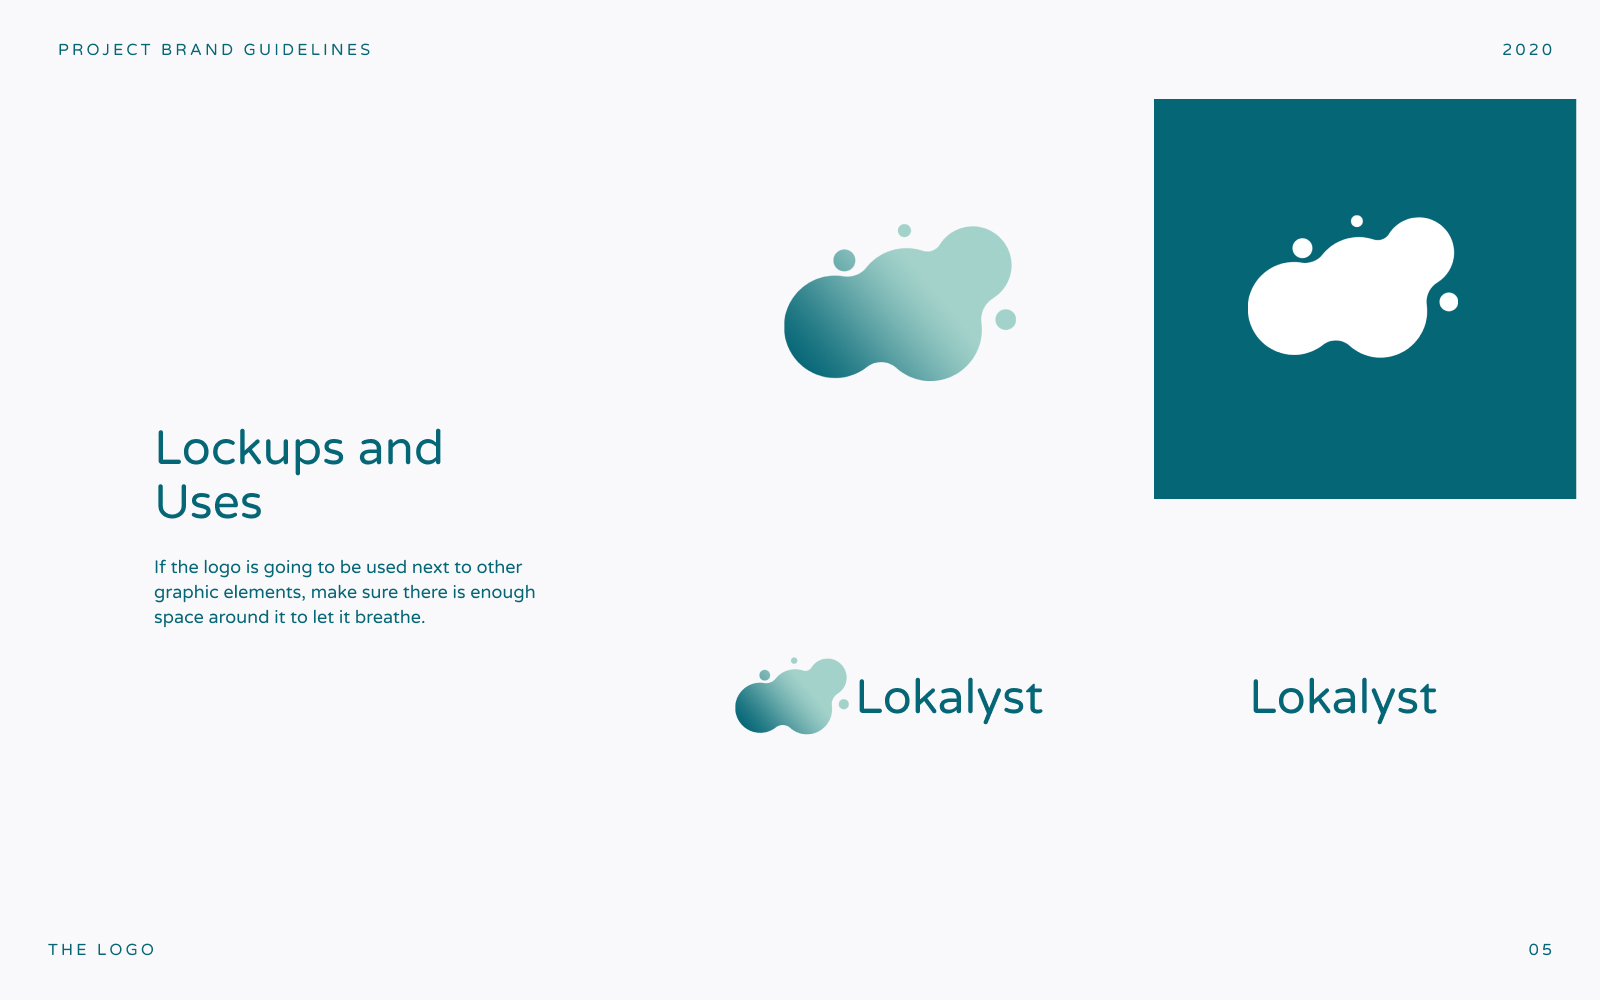 PROJECT BRAND GUIDELINES
2020
Lockups and
Uses
If the logo is going to be used next to other
graphic elements, make sure there is enough
space around it to let it breathe.
Lokalyst
Lokalyst
THE LOGO
05